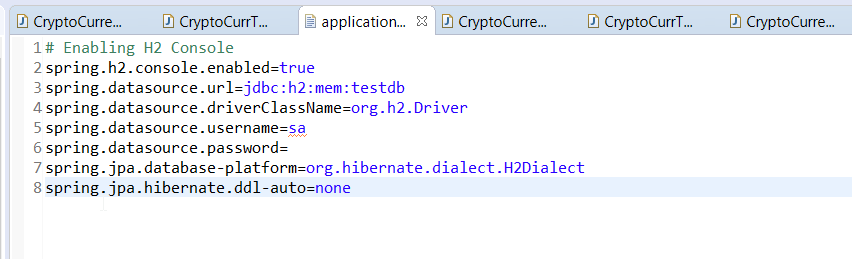 CryptoCurre... CryptoCurrT... application... CryptoCurre... CryptoCurrT... CryptoCurre...
1 # Enabling H2 Console
2 spring.h2.console.enabled=true
3 spring.datasource.url=jdbc:h2:mem:testdb
4 spring.datasource.driverClassName=org.h2.Driver
5 spring.datasource.username=sa
6 spring.datasource.password=
7 spring.jpa.database-platform=org.hibernate.dialect.H2Dialect
8 spring.jpa.hibernate.ddl-auto=none